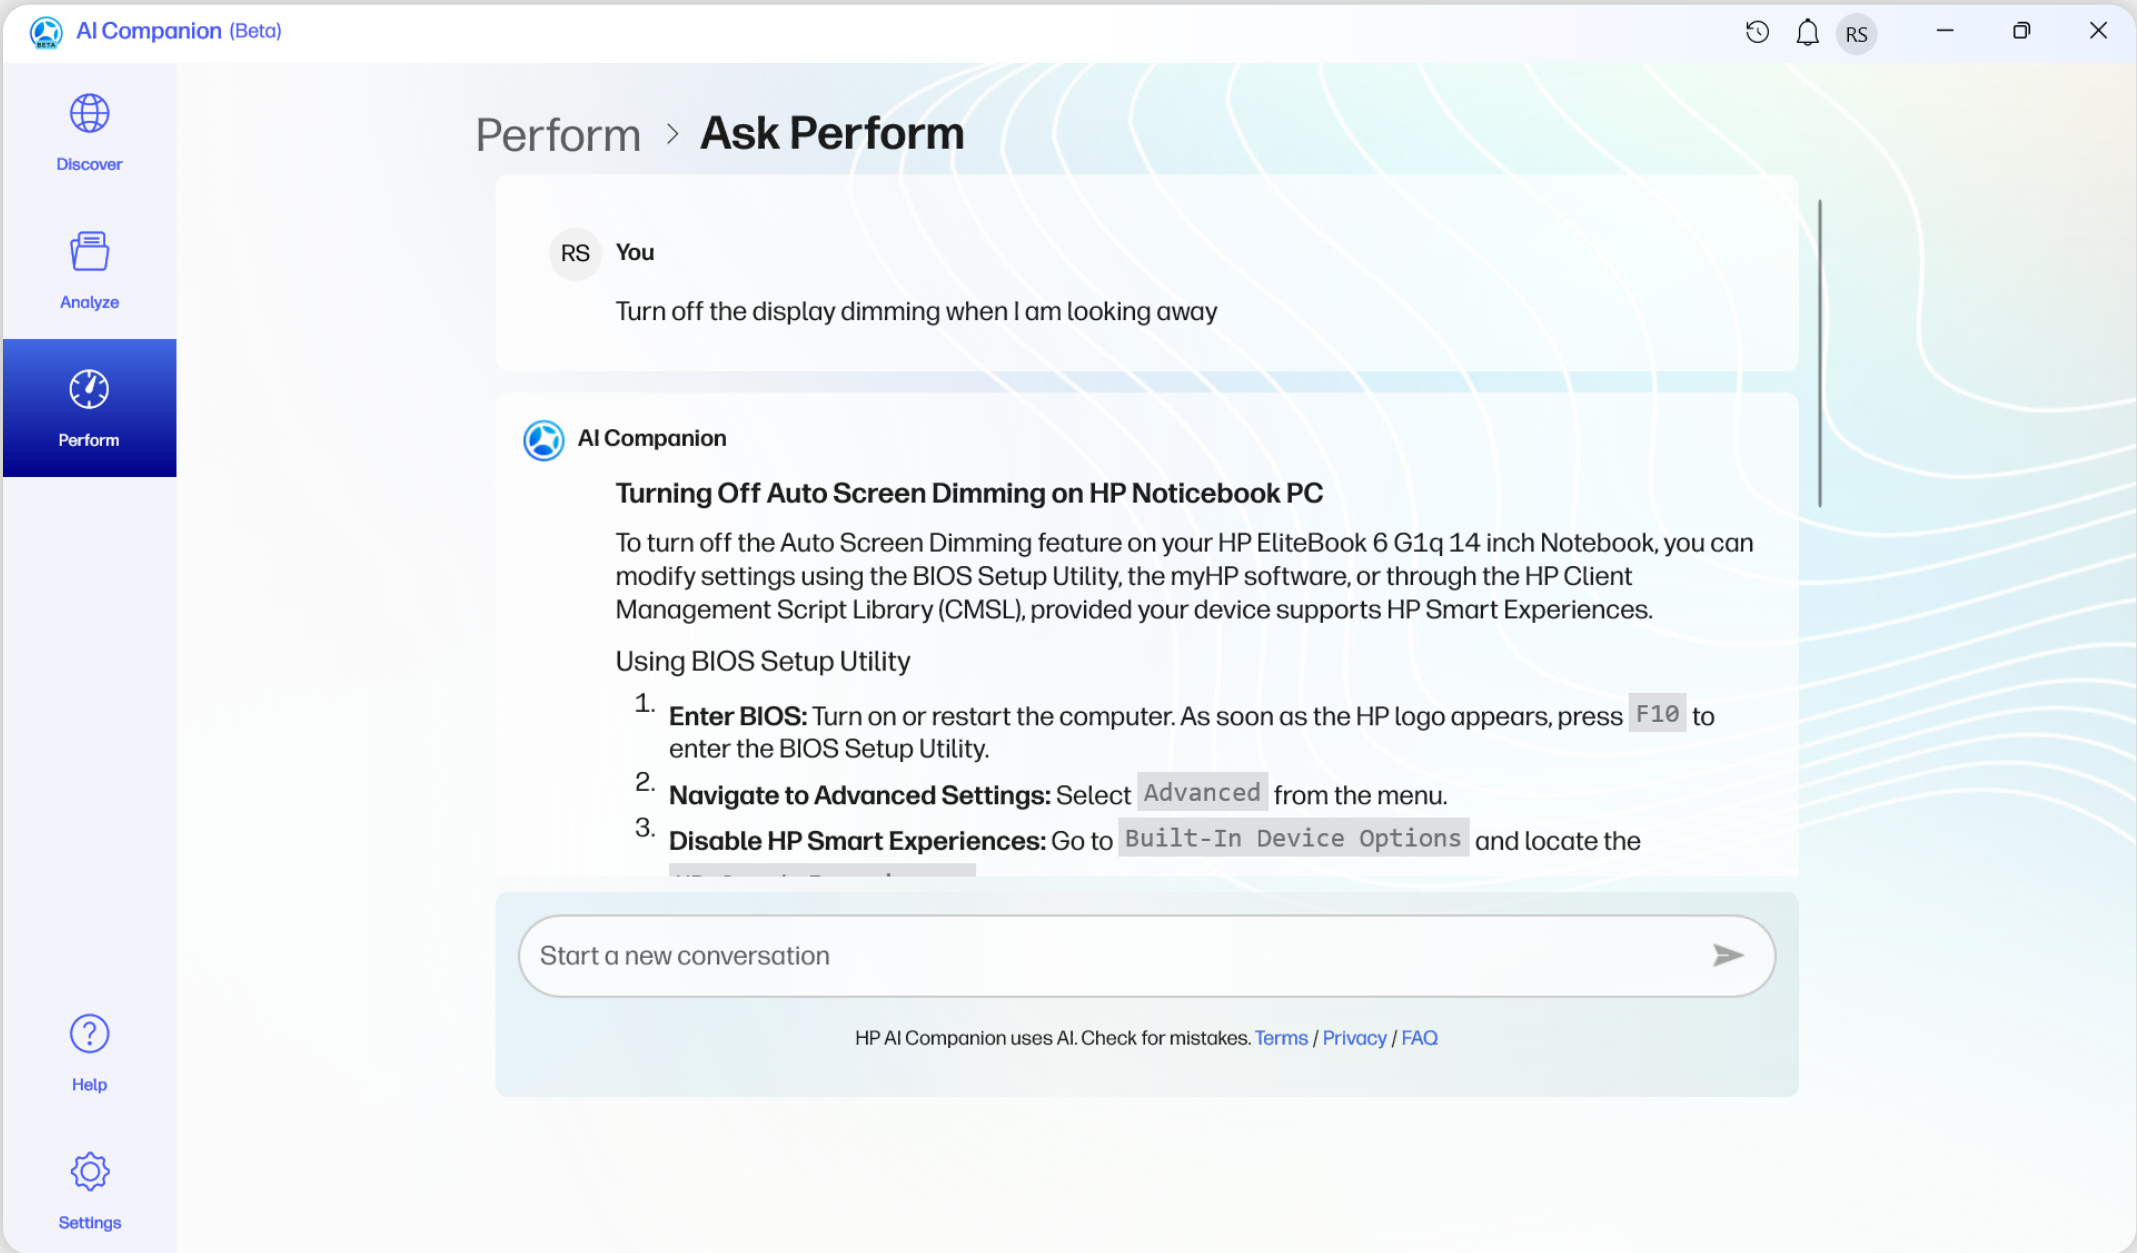 AI Companion (Beta)
BETA
RS
Discover
Analyze
Perform
Help
Settings
Perform > Ask Perform
RS You
Turn off the display dimming when I am looking away
AI Companion
Turning Off Auto Screen Dimming on HP Noticebook PC
To turn off the Auto Screen Dimming feature on your HP EliteBook 6 G1q 14 inch Notebook, you can
modify settings using the BIOS Setup Utility, the myHP software, or through the HP Client
Management Script Library (CMSL), provided your device supports HP Smart Experiences.
Using BIOS Setup Utility
1. Enter BIOS: Turn on or restart the computer. As soon as the HP logo appears, press F10 to
enter the BIOS Setup Utility.
2. Navigate to Advanced Settings: Select Advanced from the menu.
3. Disable HP Smart Experiences: Go to Built-In Device Options and locate the
Start a new conversation
HP AI Companion uses AI. Check for mistakes. Terms / Privacy / FAQ